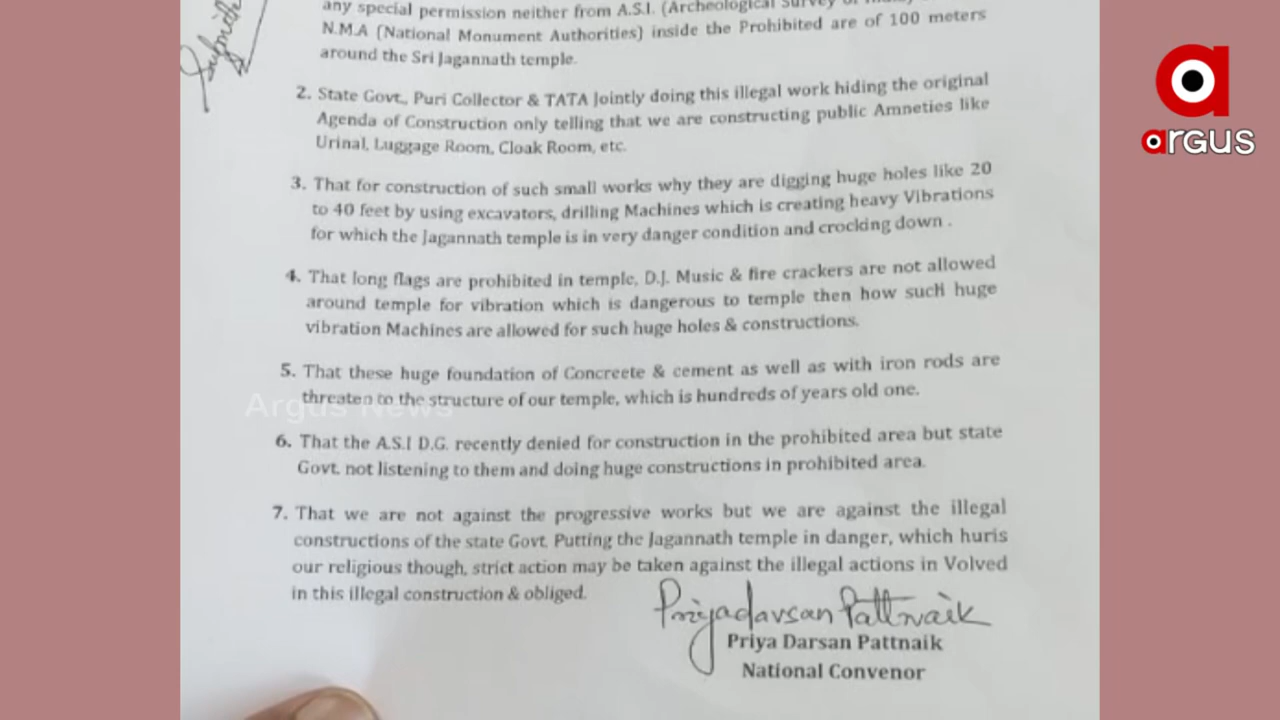 any special permission neither from A.S.I. (Archeological Survey
N.M.A (National Monument Authorities) inside the Prohibited are of 100 meters
around the Sri Jagannath temple.
2. State Govt., Puri Collector & TATA Jointly doing this illegal work hiding the original
Agenda of Construction only telling that we are constructing public Amneties like
Urinal, Luggage Room, Cloak Room, etc.
3. That for construction of such small works why they are digging huge holes like 20
to 40 feet by using excavators, drilling Machines which is creating heavy Vibrations
for which the Jagannath temple is in very danger condition and crocking down .
4. That long flags are prohibited in temple, D.J. Music & fire crackers are not allowed
around temple for vibration which is dangerous to temple then how such huge
vibration Machines are allowed for such huge holes & constructions.
5. That these huge foundation of Concreete & cement as well as with iron rods are
threaten to the structure of our temple, which is hundreds of years old one.
6. That the A.S.I D.G. recently denied for construction in the prohibited area but state
Govt. not listening to them and doing huge constructions in prohibited area.
7. That we are not against the progressive works but we are against the illegal
constructions of the state Govt. Putting the Jagannath temple in danger, which huris
our religious though, strict action may be taken against the illegal actions in Volved
in this illegal construction & obliged.
Priyadarsan Pattnaik
Priya Darsan Pattnaik
National Convenor
Argus News
argus